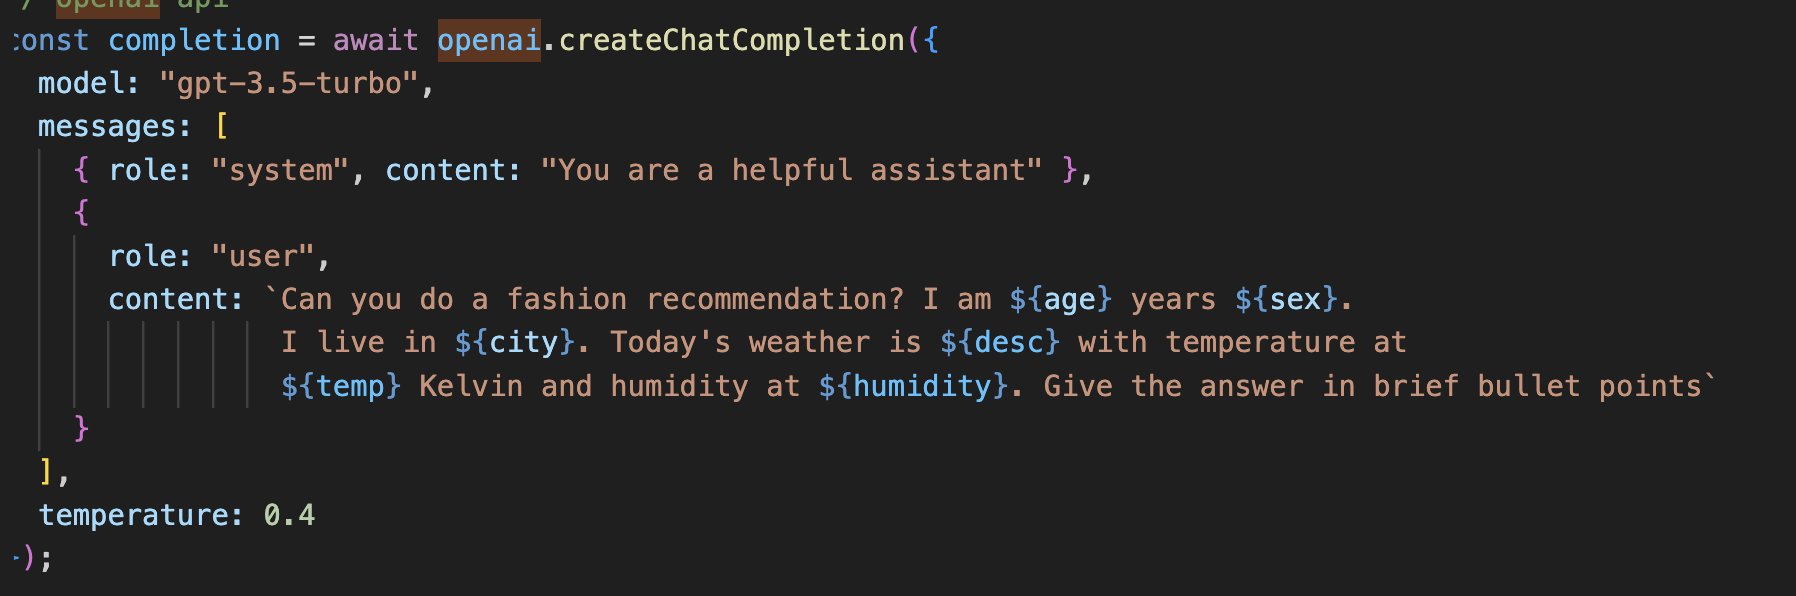 / openai api
const completion = await openai.createChatCompletion({
model: "gpt-3.5-turbo",
messages: [
{ role: "system", content: "You are a helpful assistant" },
{
role: "user",
content: `Can you do a fashion recommendation? I am ${age} years ${sex}.
I live in ${city}. Today's weather is ${desc} with temperature at
${temp} Kelvin and humidity at ${humidity}. Give the answer in brief bullet points`
}
],
temperature: 0.4
});